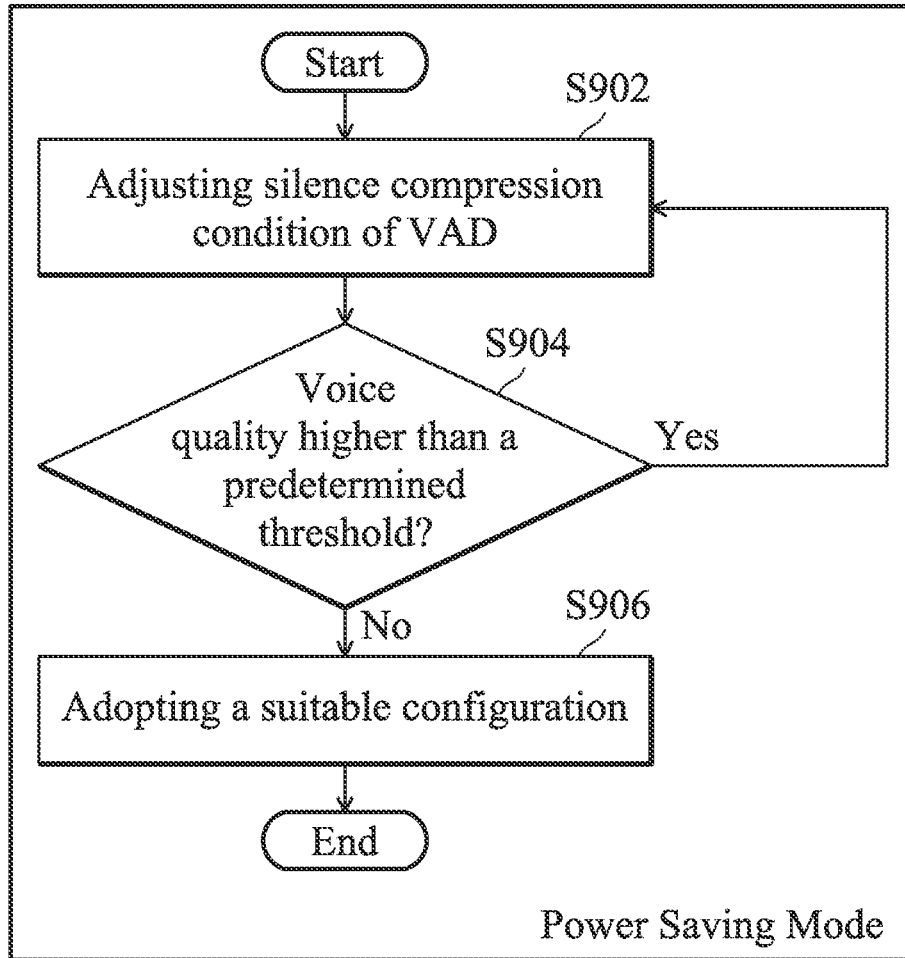 Start
S902
Adjusting silence compression
condition of VAD
S904
Voice
quality higher than a
predetermined
threshold?
Yes
No
S906
Adopting a suitable configuration
End
Power Saving Mode